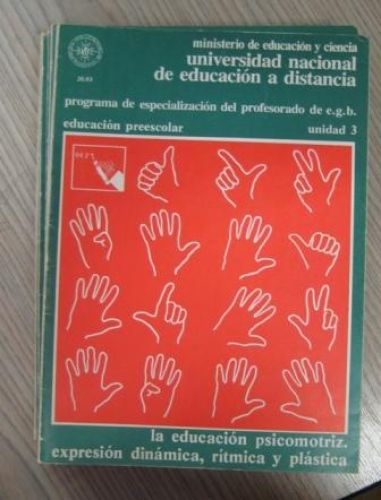 ministerio de educación y ciencia
universidad nacional
de educación a distancia
programa de especialización del profesorado de e.g.b.
educación preescolar
unidad 3
la educación psicomotriz.
expresión dinámica, rítmica y plástica